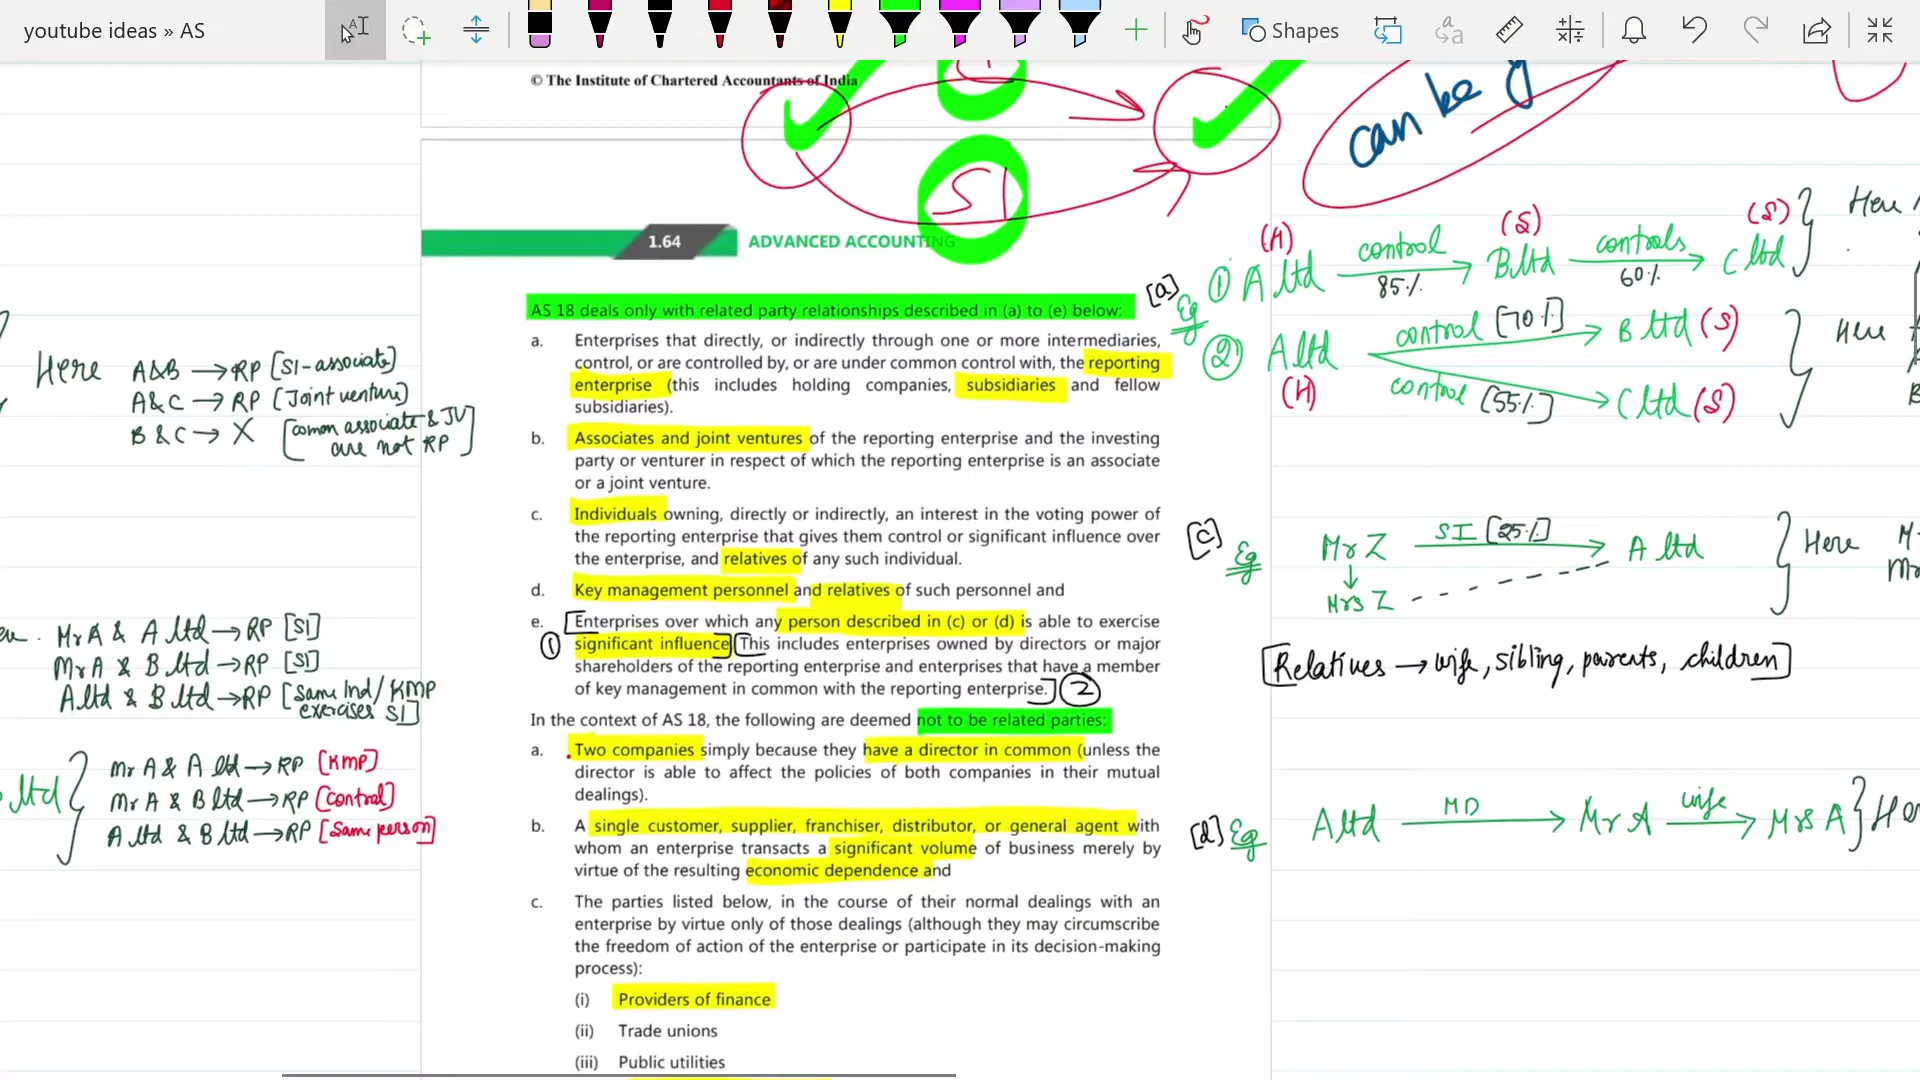 youtube ideas » AS
Shapes
© The Institute of Chartered Accountants of India
can be
SI
1.64
ADVANCED ACCOUNTING
AS 18 deals only with related party relationships described in (a) to (e) below:
a. Enterprises that directly, or indirectly through one or more intermediaries,
control, or are controlled by, or are under common control with, the reporting
enterprise (this includes holding companies, subsidiaries and fellow
subsidiaries).
b. Associates and joint ventures of the reporting enterprise and the investing
party or venturer in respect of which the reporting enterprise is an associate
or a joint venture.
c. Individuals owning, directly or indirectly, an interest in the voting power of
the reporting enterprise that gives them control or significant influence over
the enterprise, and relatives of any such individual.
d. Key management personnel and relatives of such personnel and
e. Enterprises over which any person described in (c) or (d) is able to exercise
① significant influence] [This includes enterprises owned by directors or major
shareholders of the reporting enterprise and enterprises that have a member
of key management in common with the reporting enterprise.] ②
In the context of AS 18, the following are deemed not to be related parties:
a. Two companies simply because they have a director in common (unless the
director is able to affect the policies of both companies in their mutual
dealings).
b. A single customer, supplier, franchiser, distributor, or general agent with
whom an enterprise transacts a significant volume of business merely by
virtue of the resulting economic dependence and
c. The parties listed below, in the course of their normal dealings with an
enterprise by virtue only of those dealings (although they may circumscribe
the freedom of action of the enterprise or participate in its decision-making
process):
(i) Providers of finance
(ii) Trade unions
(iii) Public utilities
Here A&B → RP [SI-associate]
A&C → RP [Joint venture]
B & C → X [comon associate & JV
are not RP]
Mr A & A ltd → RP [SI]
Mr A & B ltd → RP [SI]
A ltd & B ltd → RP [Same Ind/KMP
exercises SI]
ltd
Mr A & A ltd → RP [KMP]
Mr A & B ltd → RP [control]
A ltd & B ltd → RP [Same person]
[a] Eg
① A ltd (H) control 85% → B ltd (S) controls 60% → C ltd (S) } Here
② A ltd (H) control [70%] → B ltd (S) } Here
control [55%] → C ltd (S)
[c] Eg
Mr Z SI [25%] → A ltd } Here
Mrs Z
[Relatives → wife, sibling, parents, children]
[d] Eg A ltd MD → Mr A wife → Mrs A }